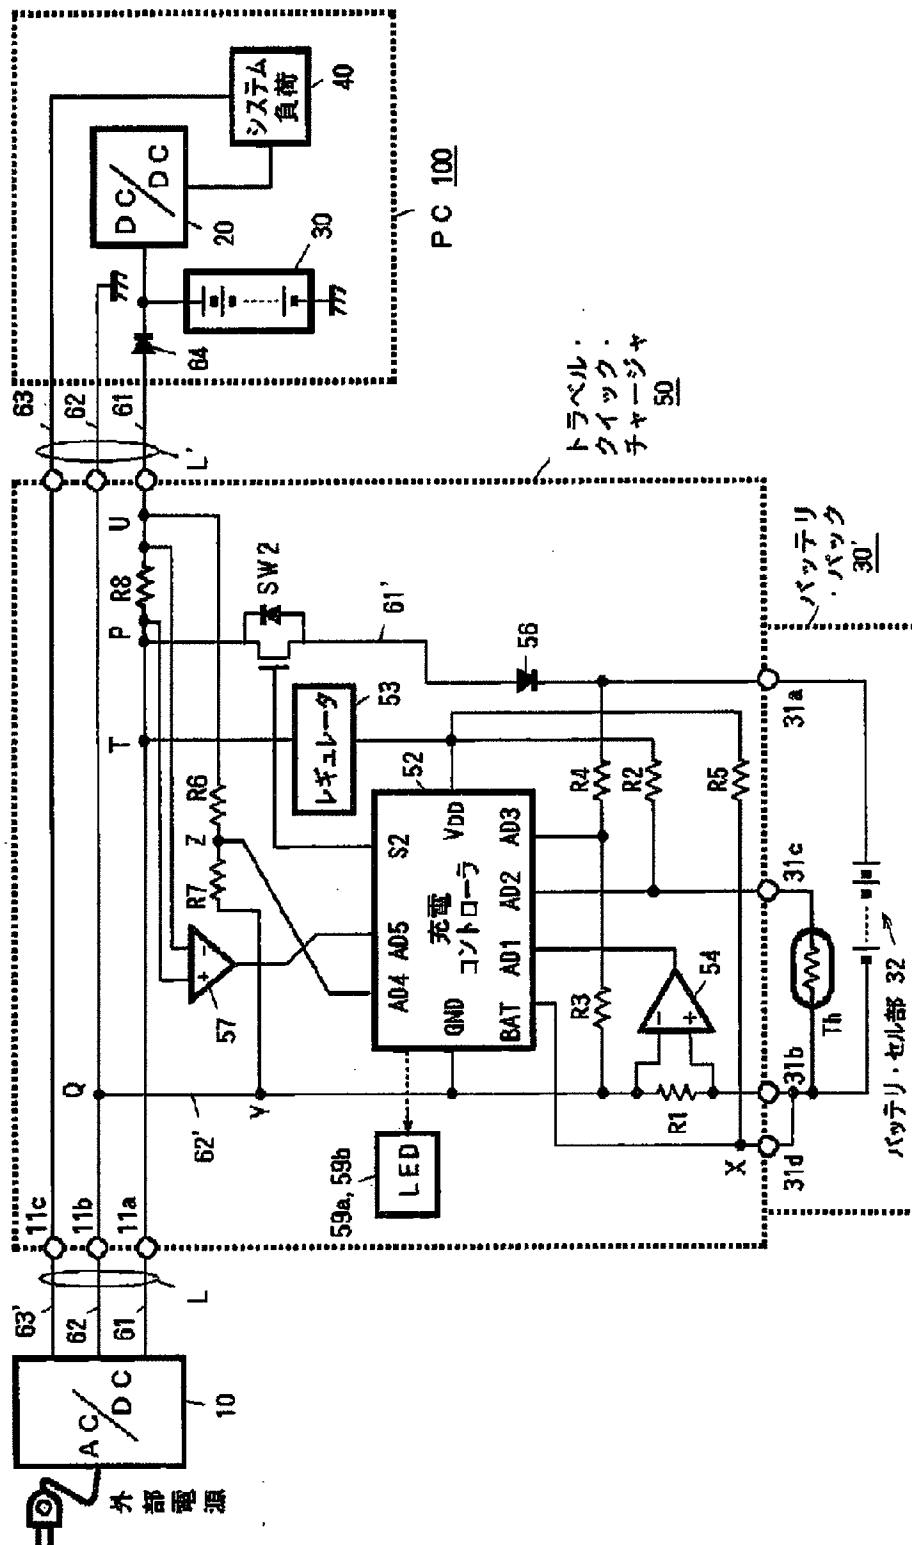 外部電源
AC/DC
10
63'
62
61
L
11c
11b
11a
Q
62'
Y
59a, 59b
LED
57
R7
Z
R6
T
P
R8
U
L'
63
62
61
64
DC/DC
20
30
システム
負荷
40
PC 100
SW2
61'
レギュレータ
53
56
52
AD4
AD5
S2
GND
充電
コントローラ
VDD
BAT
AD1
AD2
AD3
R3
R4
R2
R5
R1
54
X
31d
31b
31c
31a
Th
バッテリ・セル部 32
トラベル・
クイック・
チャージャ
50
バッテリ
・パック
30'